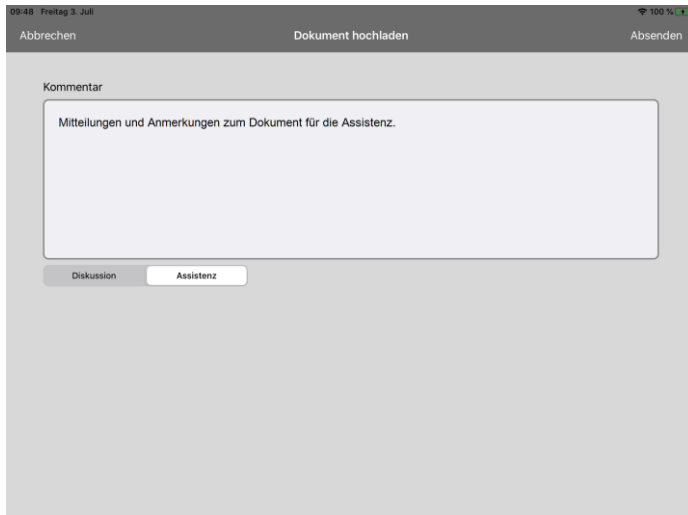 09:48 Freitag 3. Juli 100 %
Abbrechen Dokument hochladen Absenden
Kommentar
Mitteilungen und Anmerkungen zum Dokument für die Assistenz.
Diskussion Assistenz